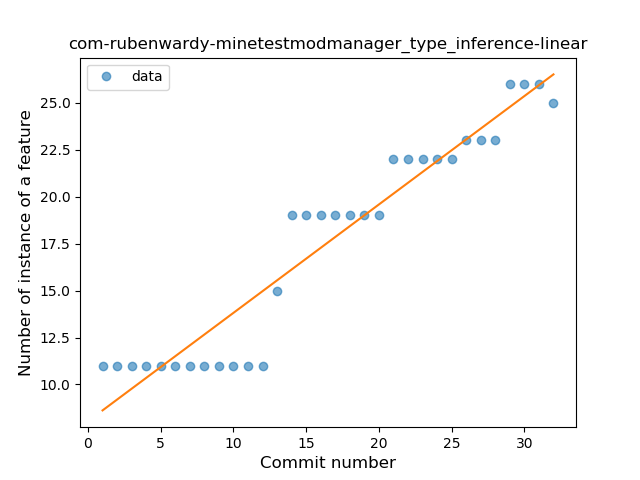 com-rubenwardy-minetestmodmanager_type_inference-linear
data
Number of instance of a feature
25.0
22.5
20.0
17.5
15.0
12.5
10.0
0 5 10 15 20 25 30
Commit number